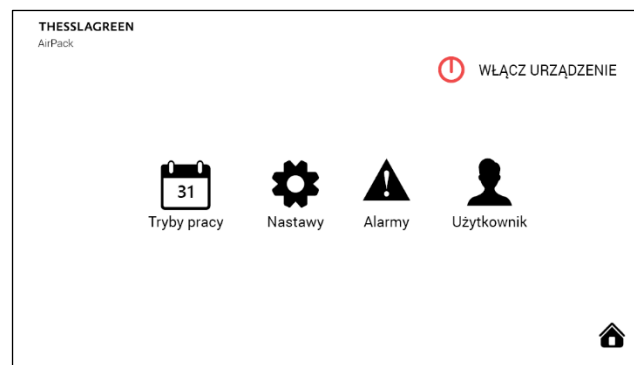 THESSLAGREEN
AirPack
WŁĄCZ URZĄDZENIE
31
Tryby pracy
Nastawy
Alarmy
Użytkownik